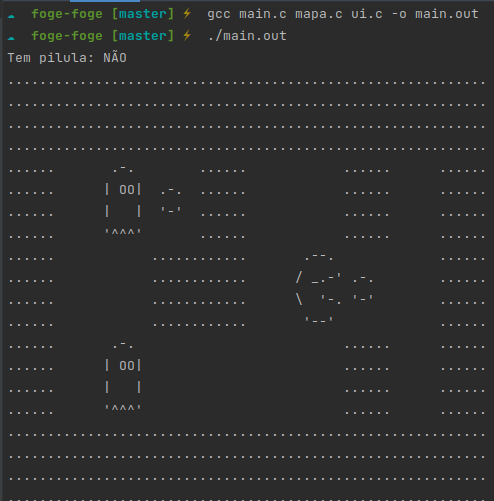 ☁  foge-foge [master] ⚡  gcc main.c mapa.c ui.c -o main.out
☁  foge-foge [master] ⚡  ./main.out
Tem pilula: NÃO
............................................................
............................................................
............................................................
............................................................
......       .-.        ......            ......      ......
......      | OO|  .-.  ......            ......      ......
......      |   |  '-'  ......            ......      ......
......      '^^^'       ......            ......      ......
......            ............       .--.             ......
......            ............      / _.-' .-.        ......
......            ............      \  '-. '-'        ......
......            ............       '--'             ......
......       .-.                          ......      ......
......      | OO|                         ......      ......
......      |   |                         ......      ......
......      '^^^'                         ......      ......
............................................................
............................................................
............................................................
............................................................